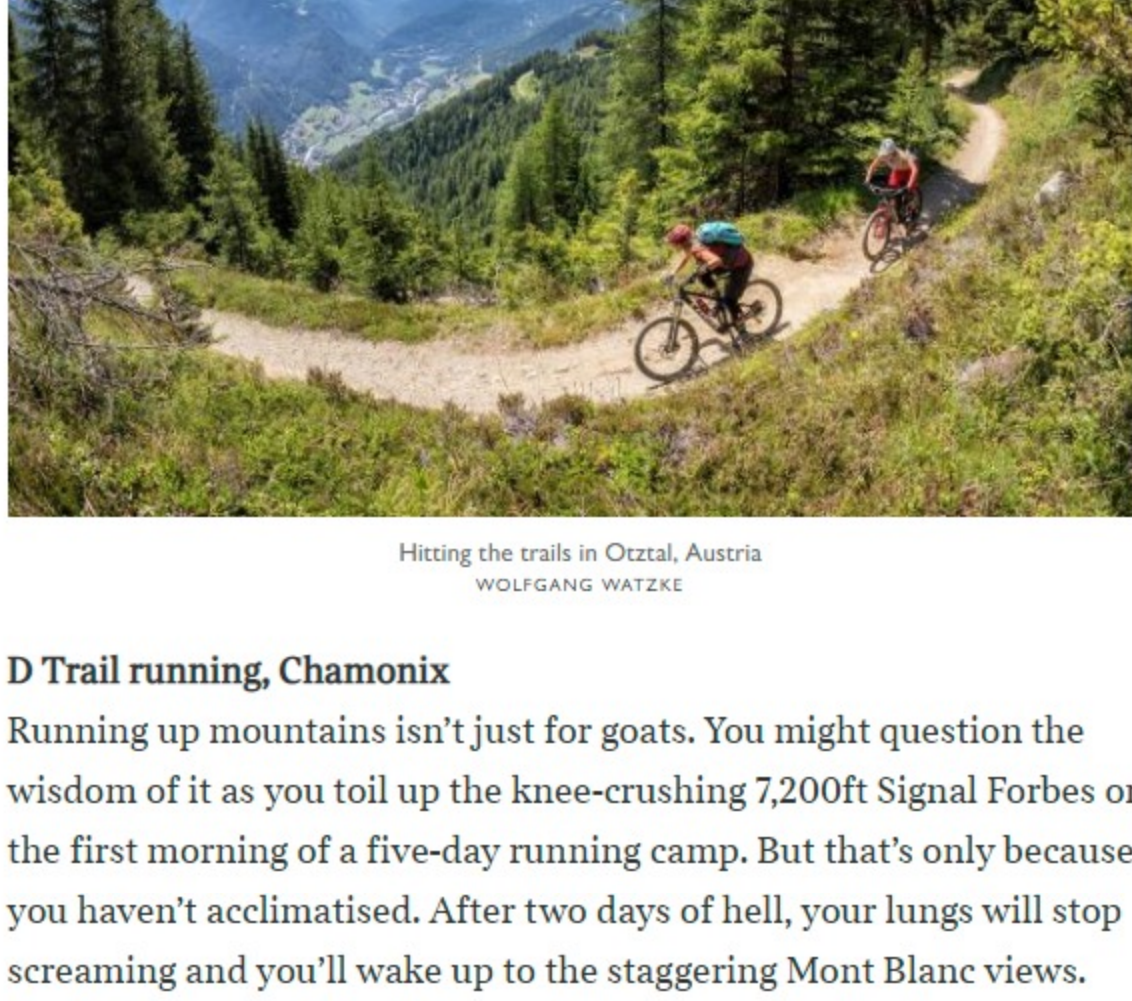 Hitting the trails in Otztal, Austria
WOLFGANG WATZKE
D Trail running, Chamonix
Running up mountains isn't just for goats. You might question the
wisdom of it as you toil up the knee-crushing 7,200ft Signal Forbes on
the first morning of a five-day running camp. But that's only because
you haven't acclimatised. After two days of hell, your lungs will stop
screaming and you'll wake up to the staggering Mont Blanc views.